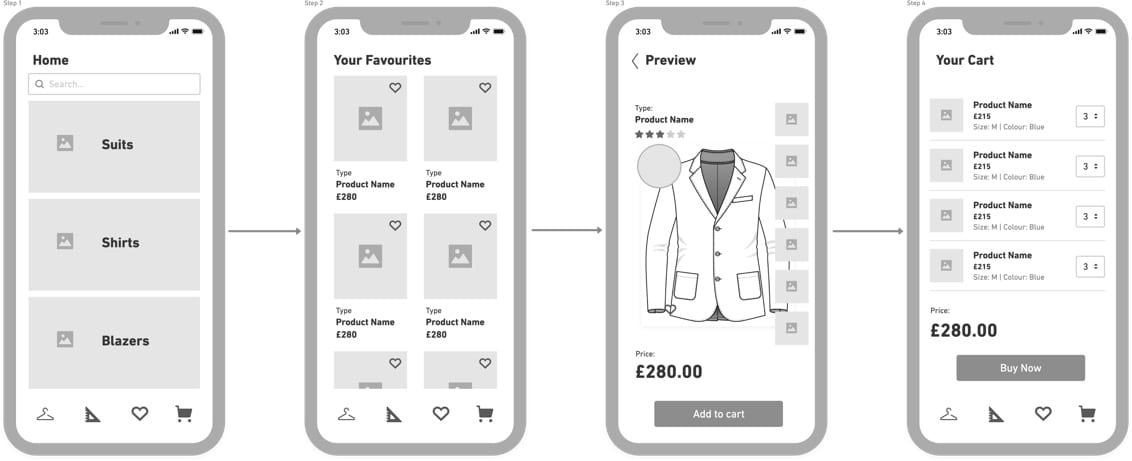 Step 1
3:03
Home
Search...
Suits
Shirts
Blazers
Step 2
3:03
Your Favourites
Type
Product Name
£280
Type
Product Name
£280
Type
Product Name
£280
Type
Product Name
£280
Step 3
3:03
Preview
Type:
Product Name
Price:
£280.00
Add to cart
Step 4
3:03
Your Cart
Product Name
£215
Size: M | Colour: Blue
3
Product Name
£215
Size: M | Colour: Blue
3
Product Name
£215
Size: M | Colour: Blue
3
Product Name
£215
Size: M | Colour: Blue
3
Price:
£280.00
Buy Now